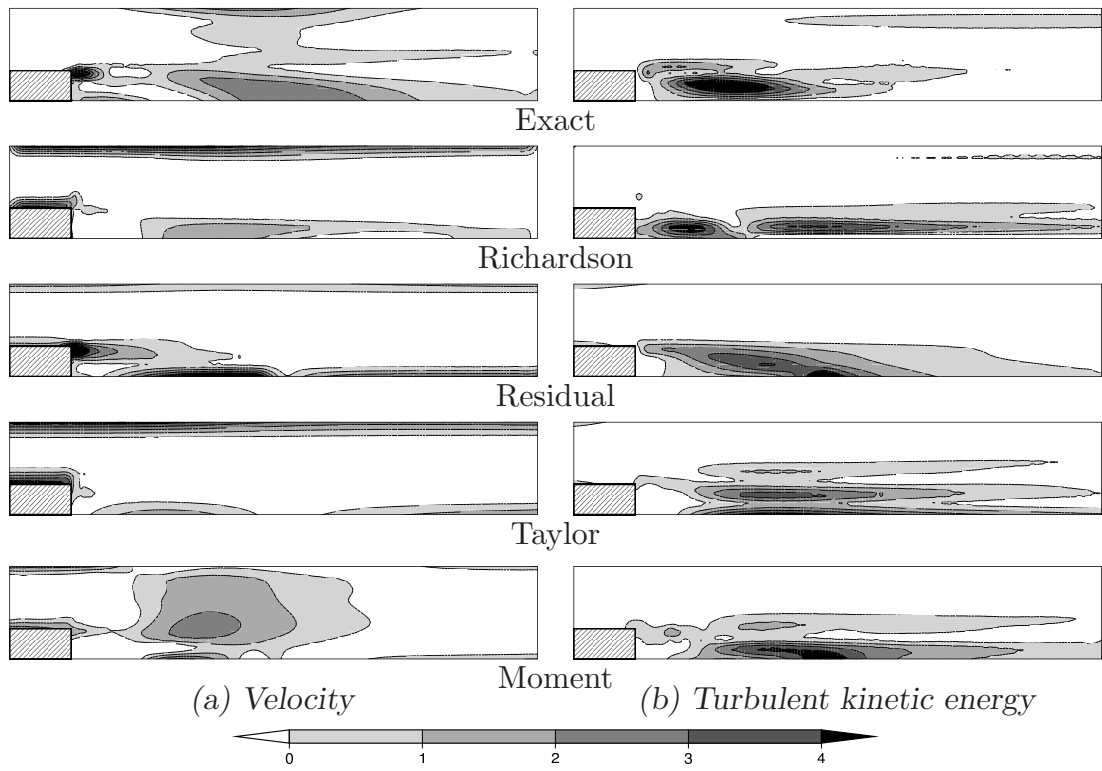 Exact
Richardson
Residual
Taylor
Moment
(a) Velocity
(b) Turbulent kinetic energy
0 1 2 3 4